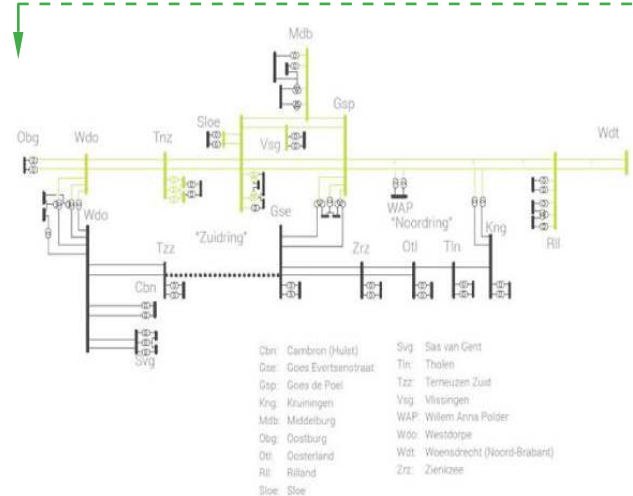 Mdb
Gsp
Sloe
Vsg
Obg
Wdo
Tnz
Wdt
Wdo
"Zuidring"
Gse
WAP
"Noordring"
Kng
Rll
Tzz
Zrz
Otl
Tln
Cbn
Svg
Cbn: Cambron (Hulst)
Gse: Goes Evertsenstraat
Gsp: Goes de Poel
Kng: Kruiningen
Mdb: Middelburg
Obg: Oostburg
Otl: Oosterland
Rll: Rilland
Sloe: Sloe
Svg: Sas van Gent
Tln: Tholen
Tzz: Terneuzen Zuid
Vsg: Vlissingen
WAP: Willem Anna Polder
Wdo: Westdorpe
Wdt: Woensdrecht (Noord-Brabant)
Zrz: Zierikzee